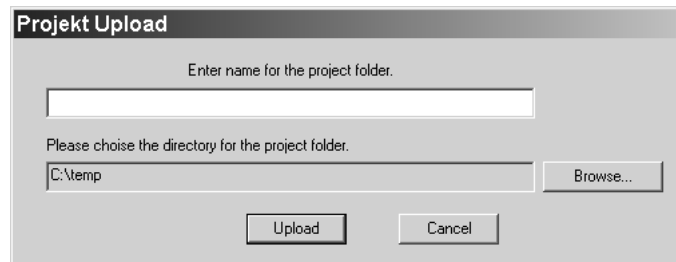 Projekt Upload
Enter name for the project folder.
Please choise the directory for the project folder.
C:\temp
Browse...
Upload
Cancel